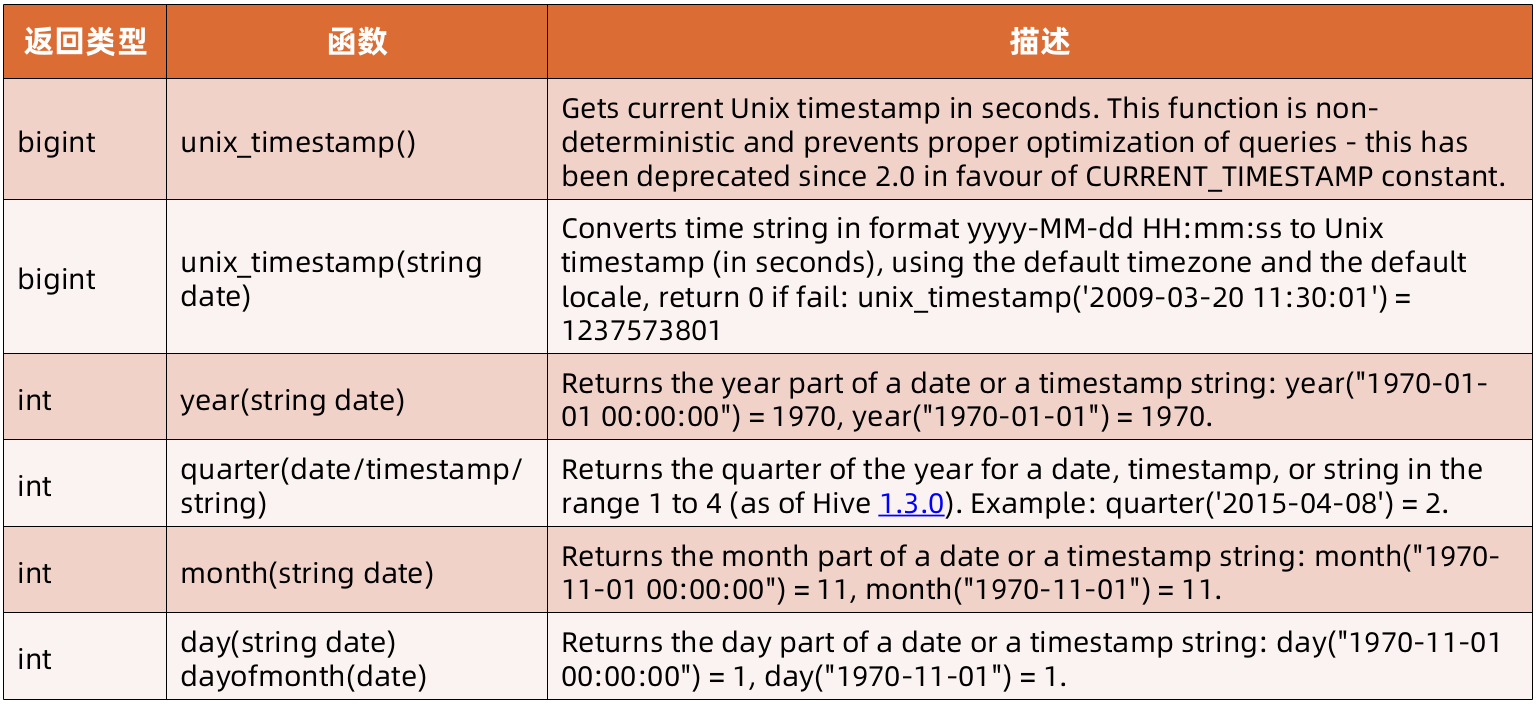 返回类型 函数 描述
bigint unix_timestamp() Gets current Unix timestamp in seconds. This function is non-
deterministic and prevents proper optimization of queries - this has
been deprecated since 2.0 in favour of CURRENT_TIMESTAMP constant.
bigint
unix_timestamp(string
date)
Converts time string in format yyyy-MM-dd HH:mm:ss to Unix
timestamp (in seconds), using the default timezone and the default
locale, return 0 if fail: unix_timestamp('2009-03-20 11:30:01') =
1237573801
int
year(string date)
Returns the year part of a date or a timestamp string: year("1970-01-
01 00:00:00") = 1970, year("1970-01-01") = 1970.
int
quarter(date/timestamp/
string)
Returns the quarter of the year for a date, timestamp, or string in the
range 1 to 4 (as of Hive 1.3.0). Example: quarter('2015-04-08') = 2.
int
month(string date)
Returns the month part of a date or a timestamp string: month("1970-
11-01 00:00:00") = 11, month("1970-11-01") = 11.
int
day(string date)
dayofmonth(date)
Returns the day part of a date or a timestamp string: day("1970-11-01
00:00:00") = 1, day("1970-11-01") = 1.